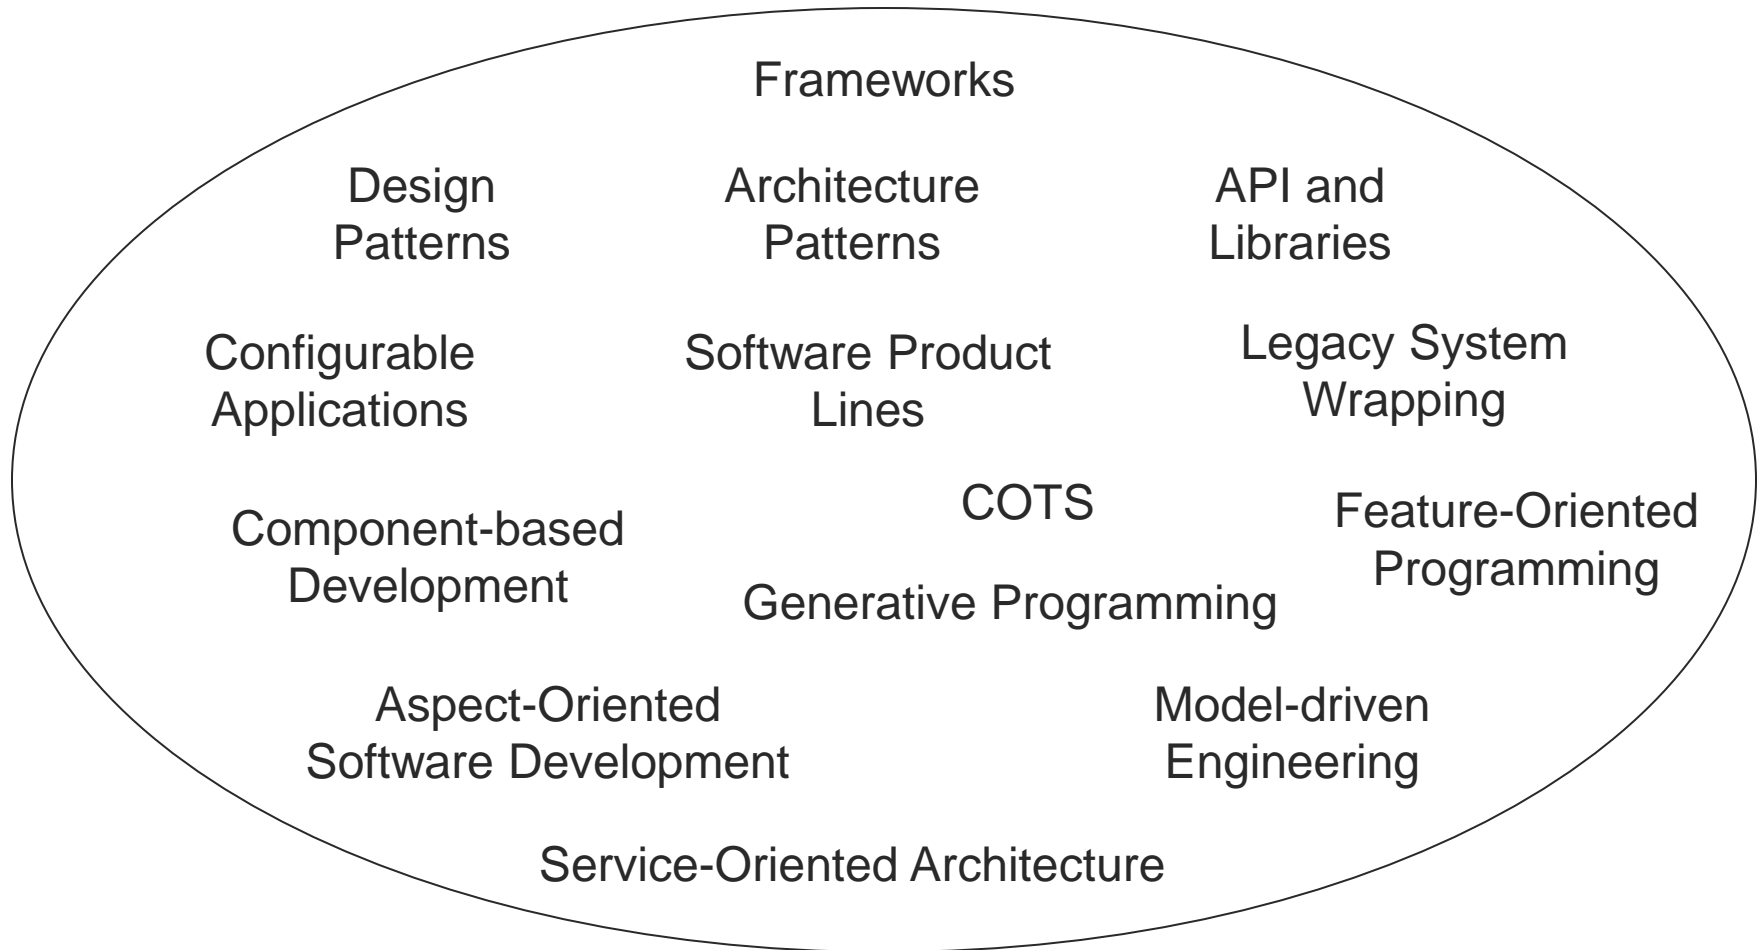 Frameworks
Design
Patterns
Architecture
Patterns
API and
Libraries
Configurable
Applications
Software Product
Lines
Legacy System
Wrapping
Component-based
Development
COTS
Feature-Oriented
Programming
Generative Programming
Aspect-Oriented
Software Development
Model-driven
Engineering
Service-Oriented Architecture